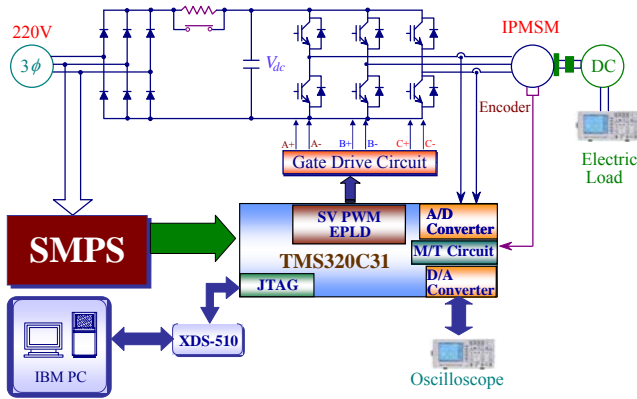 220V
3ϕ
V_dc
IPMSM
DC
Encoder
Electric
Load
A+ A- B+ B- C+ C-
Gate Drive Circuit
SV PWM
EPLD
A/D
Converter
M/T Circuit
D/A
Converter
TMS320C31
JTAG
SMPS
XDS-510
IBM PC
Oscilloscope